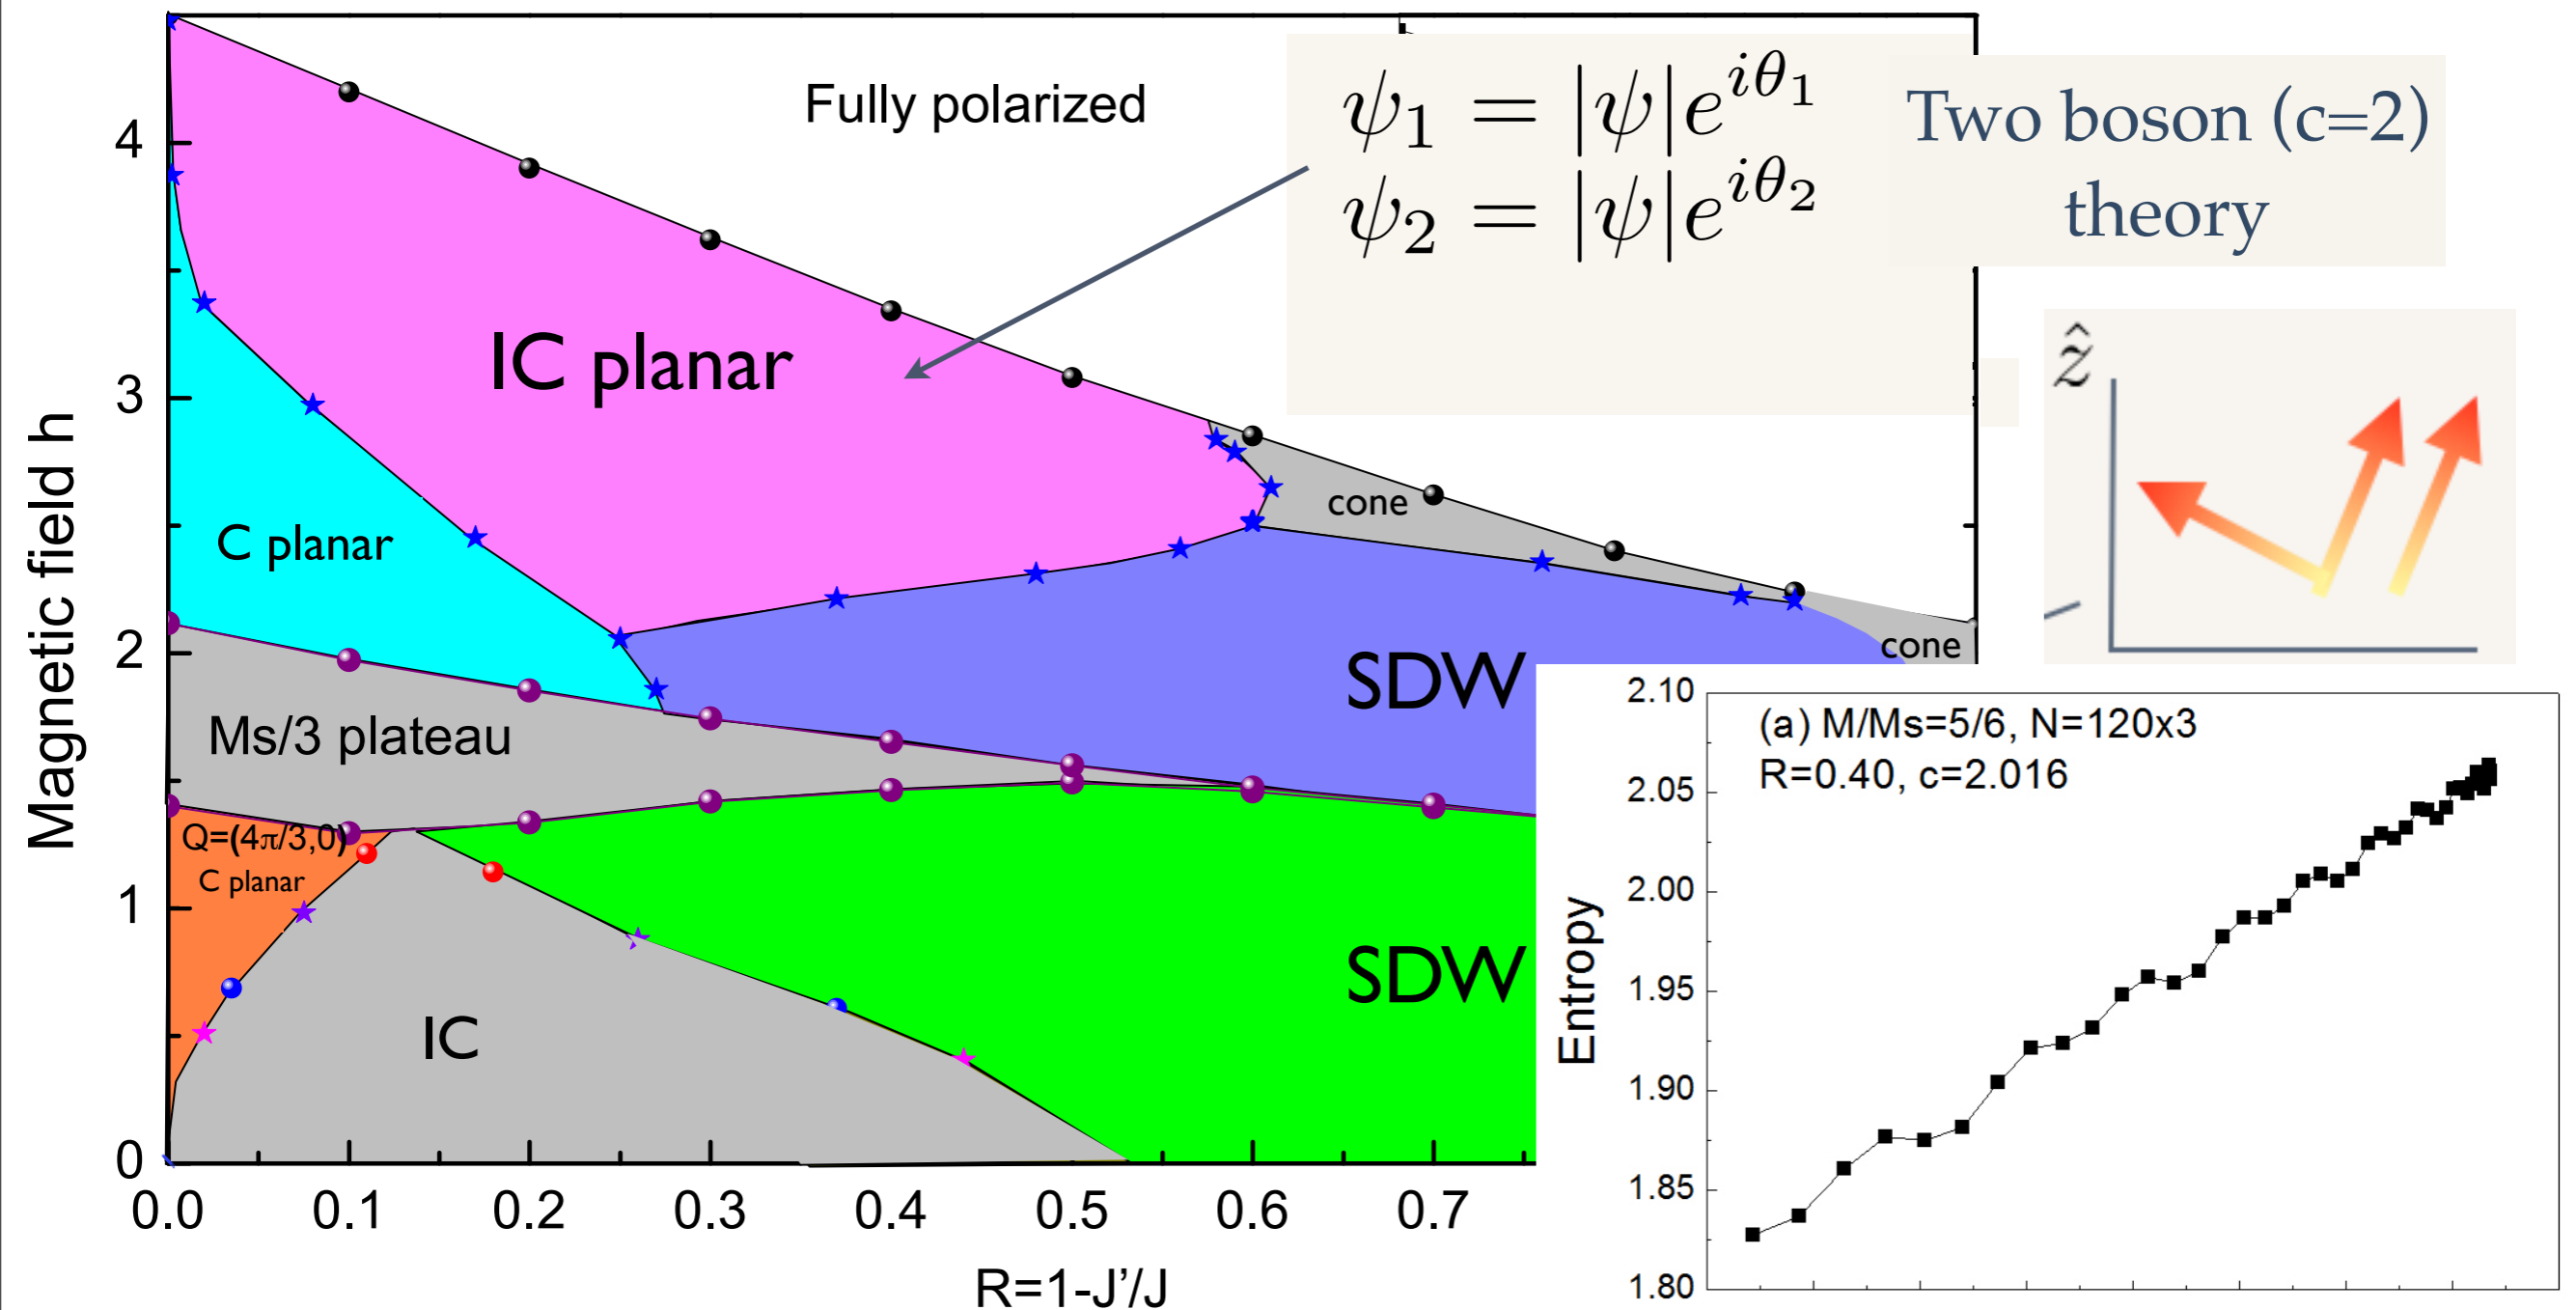 Fully polarized
ψ₁ = |ψ|e^{iθ₁}
ψ₂ = |ψ|e^{iθ₂}
Two boson (c=2)
theory
ẑ
Magnetic field h
4
3
2
1
0
IC planar
cone
C planar
cone
SDW
Ms/3 plateau
Q=(4π/3,0)
C planar
SDW
IC
0.0 0.1 0.2 0.3 0.4 0.5 0.6 0.7
R=1-J’/J
(a) M/Ms=5/6, N=120x3
R=0.40, c=2.016
Entropy
2.10
2.05
2.00
1.95
1.90
1.85
1.80